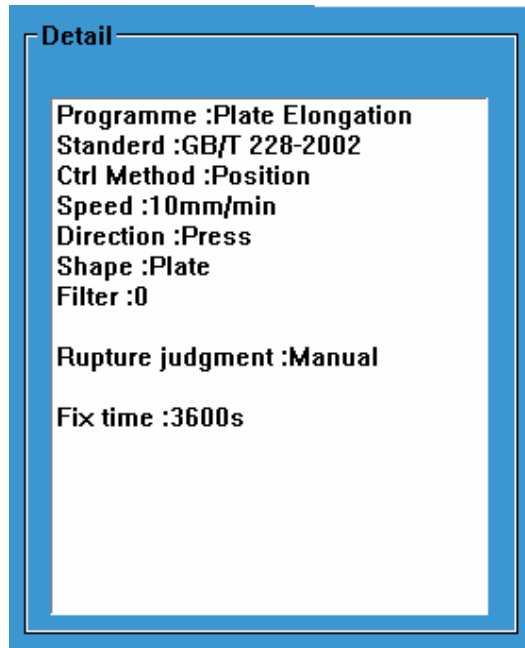 Detail
Programme :Plate Elongation
Standerd :GB/T 228-2002
Ctrl Method :Position
Speed :10mm/min
Direction :Press
Shape :Plate
Filter :0
Rupture judgment :Manual
Fix time :3600s